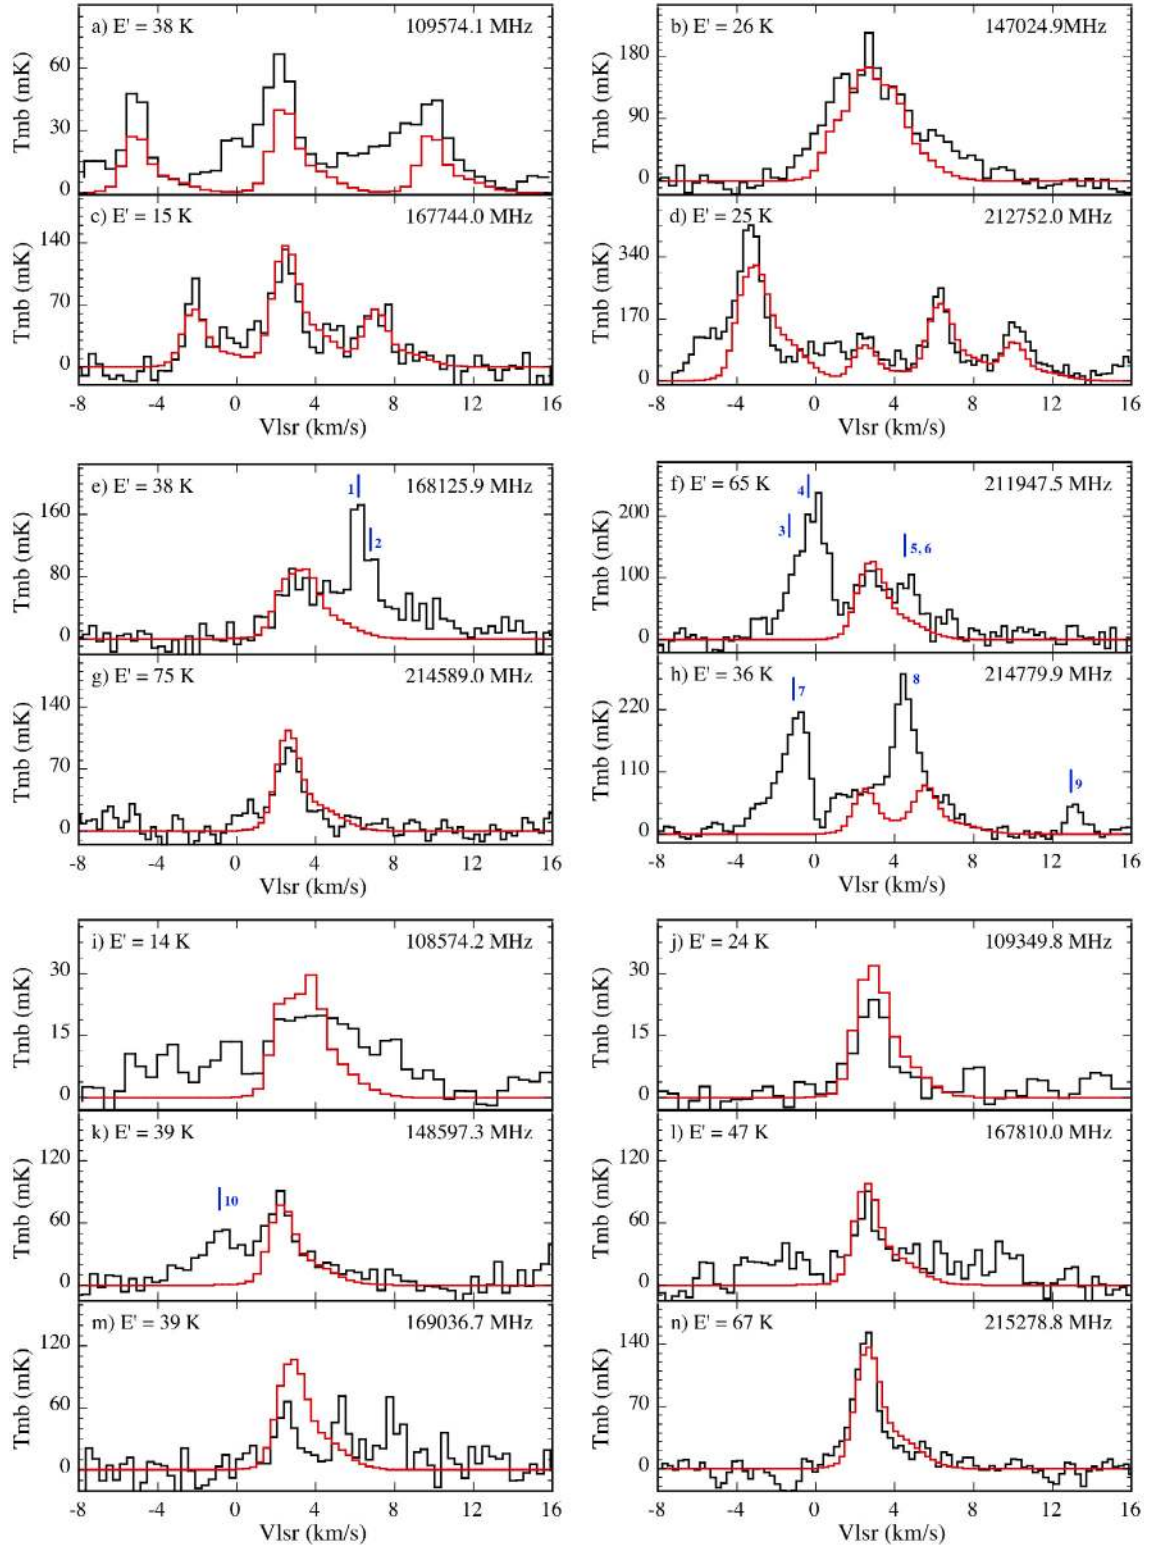 a) E' = 38 K 109574.1 MHz
b) E' = 26 K 147024.9MHz
60
30
0
Tmb (mK)
180
90
0
Tmb (mK)
c) E' = 15 K 167744.0 MHz
d) E' = 25 K 212752.0 MHz
140
70
0
Tmb (mK)
340
170
0
Tmb (mK)
-8 -4 0 4 8 12 16
-8 -4 0 4 8 12 16
Vlsr (km/s)
Vlsr (km/s)
e) E' = 38 K 168125.9 MHz
1
2
f) E' = 65 K 211947.5 MHz
4
3
5, 6
160
80
0
Tmb (mK)
200
100
0
Tmb (mK)
g) E' = 75 K 214589.0 MHz
h) E' = 36 K 214779.9 MHz
7
8
9
140
70
0
Tmb (mK)
220
110
0
Tmb (mK)
-8 -4 0 4 8 12 16
-8 -4 0 4 8 12 16
Vlsr (km/s)
Vlsr (km/s)
i) E' = 14 K 108574.2 MHz
j) E' = 24 K 109349.8 MHz
30
15
0
Tmb (mK)
30
15
0
Tmb (mK)
k) E' = 39 K 148597.3 MHz
10
l) E' = 47 K 167810.0 MHz
120
60
0
Tmb (mK)
120
60
0
Tmb (mK)
m) E' = 39 K 169036.7 MHz
n) E' = 67 K 215278.8 MHz
120
60
0
Tmb (mK)
140
70
0
Tmb (mK)
-8 -4 0 4 8 12 16
-8 -4 0 4 8 12 16
Vlsr (km/s)
Vlsr (km/s)